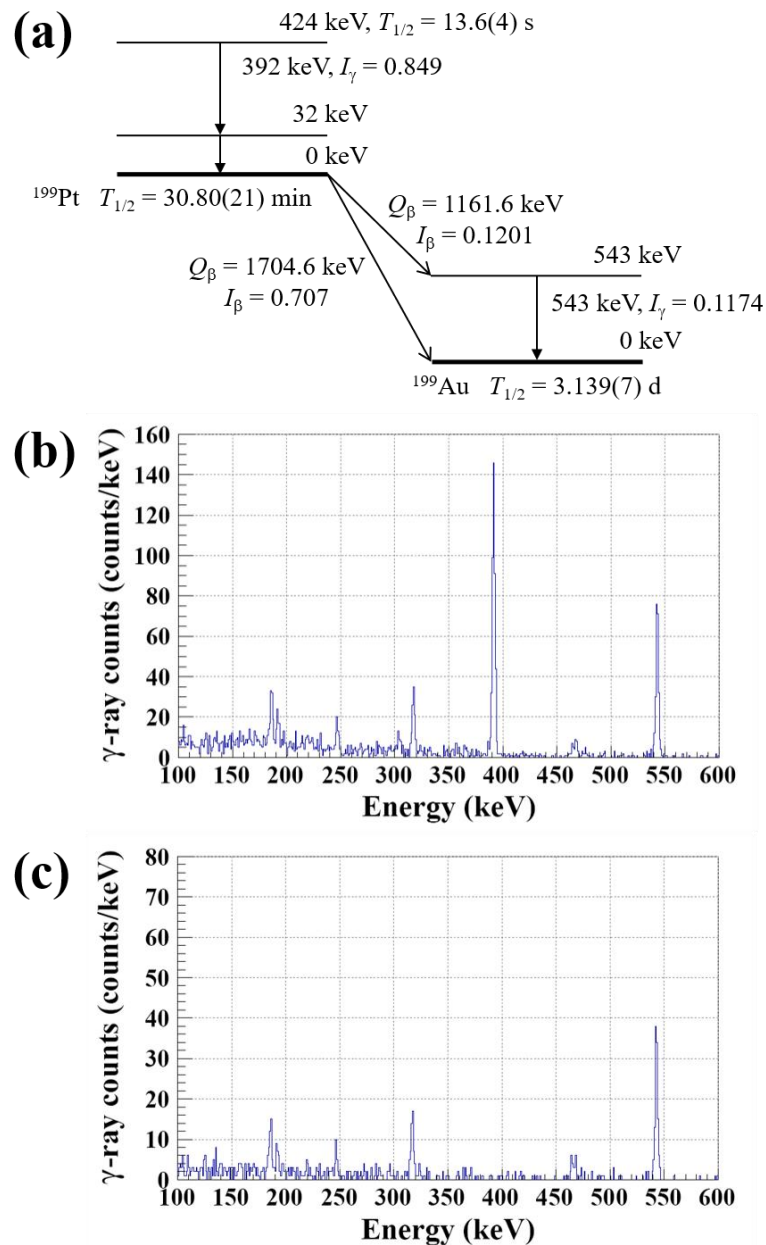 (a)
424 keV, T1/2 = 13.6(4) s
392 keV, Iγ = 0.849
32 keV
0 keV
199Pt T1/2 = 30.80(21) min
Qβ = 1161.6 keV
Iβ = 0.1201
543 keV
Qβ = 1704.6 keV
Iβ = 0.707
543 keV, Iγ = 0.1174
0 keV
199Au T1/2 = 3.139(7) d
(b)
γ-ray counts (counts/keV)
160
140
120
100
80
60
40
20
0
100 150 200 250 300 350 400 450 500 550 600
Energy (keV)
(c)
γ-ray counts (counts/keV)
80
70
60
50
40
30
20
10
0
100 150 200 250 300 350 400 450 500 550 600
Energy (keV)